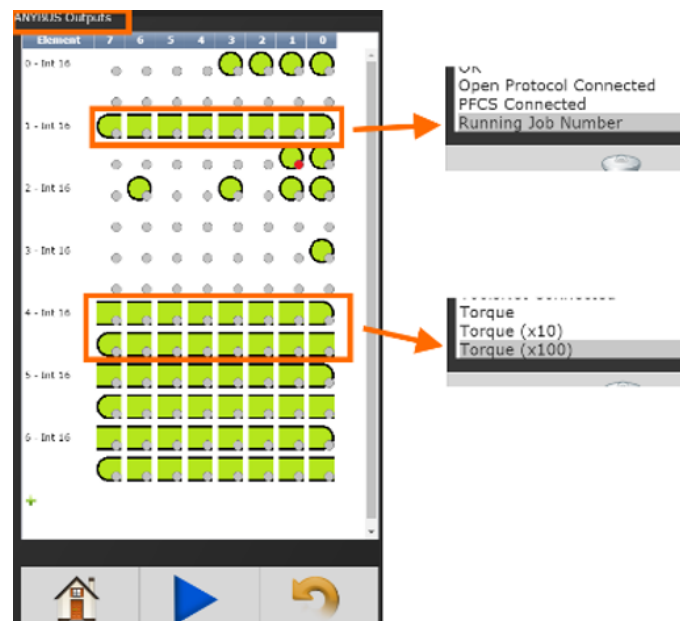 ANYBUS Outputs
Element 7 6 5 4 3 2 1 0
0 - Int 16
1 - Int 16
2 - Int 16
3 - Int 16
4 - Int 16
5 - Int 16
6 - Int 16
OK
Open Protocol Connected
PFCS Connected
Running Job Number
Torque
Torque (x10)
Torque (x100)